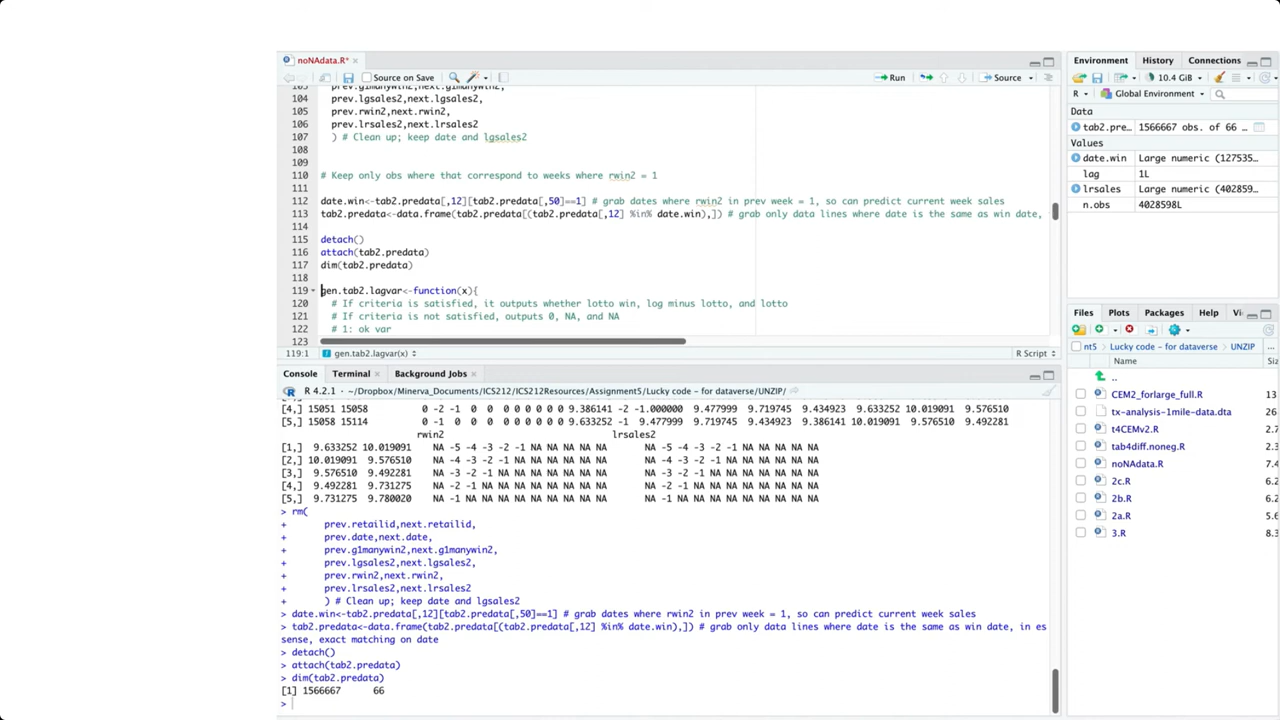 noNAdata.R*
Source on Save
Run
Source
104 prev.lgsales2,next.lgsales2,
105 prev.rwin2,next.rwin2,
106 prev.lrsales2,next.lrsales2
107 ) # Clean up; keep date and lgsales2
108
109
110 # Keep only obs where that correspond to weeks where rwin2 = 1
111
112 date.win<-tab2.predata[,12][tab2.predata[,50]==1] # grab dates where rwin2 in prev week = 1, so can predict current week sales
113 tab2.predata<-data.frame(tab2.predata[(tab2.predata[,12] %in% date.win),]) # grab only data lines where date is the same as win date,
114
115 detach()
116 attach(tab2.predata)
117 dim(tab2.predata)
118
119 gen.tab2.lagvar<-function(x){
120 # If criteria is satisfied, it outputs whether lotto win, log minus lotto, and lotto
121 # If criteria is not satisfied, outputs 0, NA, and NA
122 # 1: ok var
123
119:1 gen.tab2.lagvar(x) R Script
Console Terminal Background Jobs
R 4.2.1 · ~/Dropbox/Minerva_Documents/ICS212/ICS212Resources/Assignment5/Lucky code – for dataverse/UNZIP/
[4,] 15051 15058 0 -2 -1 0 0 0 0 0 0 0 9.386141 -2 -1.000000 9.477999 9.719745 9.434923 9.633252 10.019091 9.576510
[5,] 15058 15114 0 -1 0 0 0 0 0 0 0 0 9.633252 -1 9.477999 9.719745 9.434923 9.386141 10.019091 9.576510 9.492281
rwin2 lrsales2
[1,] 9.633252 10.019091 NA -5 -4 -3 -2 -1 NA NA NA NA NA NA -5 -4 -3 -2 -1 NA NA NA NA NA
[2,] 10.019091 9.576510 NA -4 -3 -2 -1 NA NA NA NA NA NA NA -4 -3 -2 -1 NA NA NA NA NA NA
[3,] 9.576510 9.492281 NA -3 -2 -1 NA NA NA NA NA NA NA NA -3 -2 -1 NA NA NA NA NA NA NA
[4,] 9.492281 9.731275 NA -2 -1 NA NA NA NA NA NA NA NA NA -2 -1 NA NA NA NA NA NA NA NA
[5,] 9.731275 9.780020 NA -1 NA NA NA NA NA NA NA NA NA NA -1 NA NA NA NA NA NA NA NA NA
> rm(
+ prev.retailid,next.retailid,
+ prev.date,next.date,
+ prev.g1manywin2,next.g1manywin2,
+ prev.lgsales2,next.lgsales2,
+ prev.rwin2,next.rwin2,
+ prev.lrsales2,next.lrsales2
+ ) # Clean up; keep date and lgsales2
> date.win<-tab2.predata[,12][tab2.predata[,50]==1] # grab dates where rwin2 in prev week = 1, so can predict current week sales
> tab2.predata<-data.frame(tab2.predata[(tab2.predata[,12] %in% date.win),]) # grab only data lines where date is the same as win date, in es
sense, exact matching on date
> detach()
> attach(tab2.predata)
> dim(tab2.predata)
[1] 1566667 66
>
Environment History Connections
10.4 GiB
R Global Environment
Data
tab2.pre… 1566667 obs. of 66 …
Values
date.win Large numeric (127535…
lag 1L
lrsales Large numeric (402859…
n.obs 4028598L
Files Plots Packages Help Vi
nt5 Lucky code – for dataverse UNZIP ...
Name
..
CEM2_forlarge_full.R 13
tx-analysis-1mile-data.dta
t4CEMv2.R 2.
tab4diff.noneg.R 8.
noNAdata.R 7.4
2c.R 6.2
2b.R 6.2
2a.R 5.6
3.R 8.3